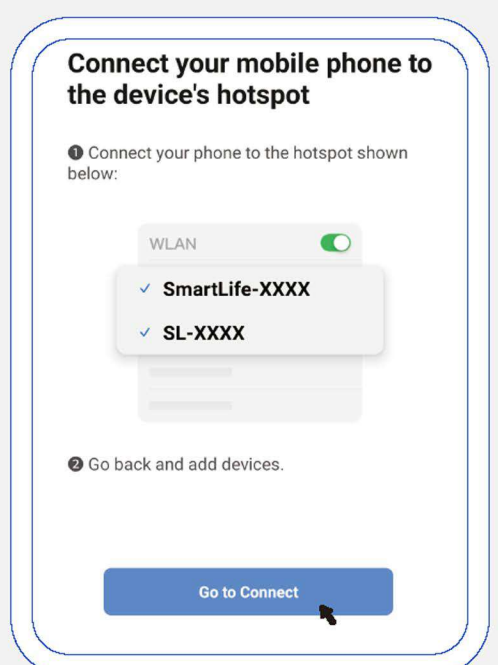 Connect your mobile phone to
the device's hotspot
❶ Connect your phone to the hotspot shown
below:
WLAN
SmartLife-XXXX
SL-XXXX
❷ Go back and add devices.
Go to Connect